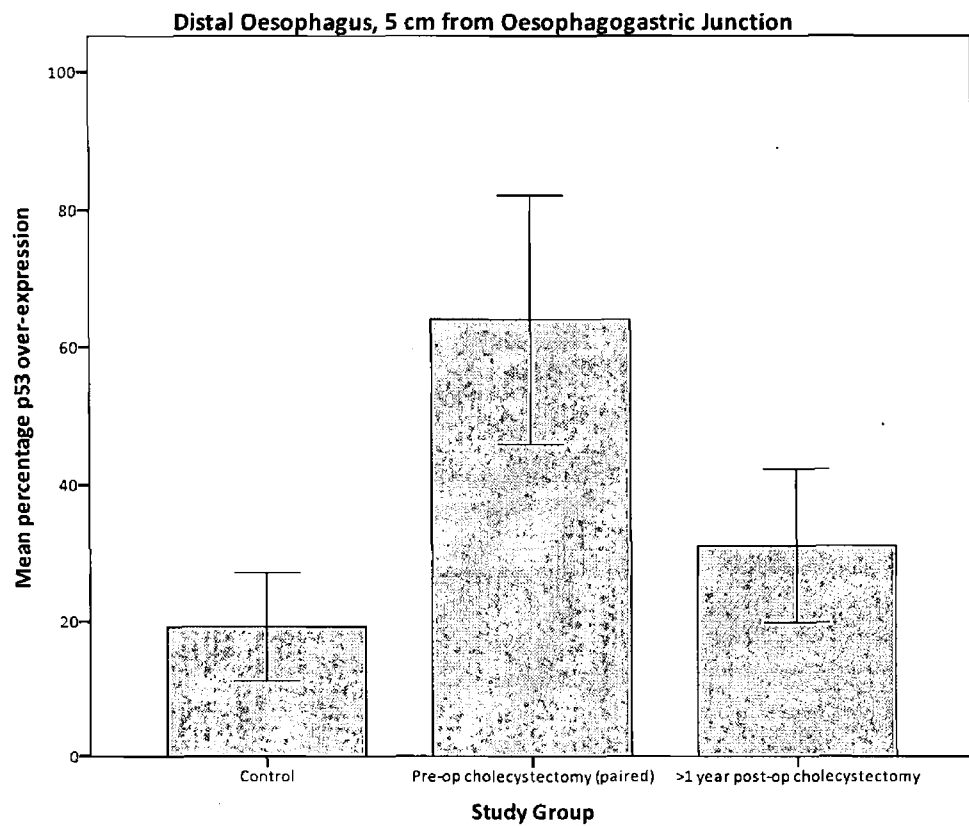 Distal Oesophagus, 5 cm from Oesophagogastric Junction
100
80
60
40
20
0
Mean percentage p53 over-expression
Control
Pre-op cholecystectomy (paired)
>1 year post-op cholecystectomy
Study Group